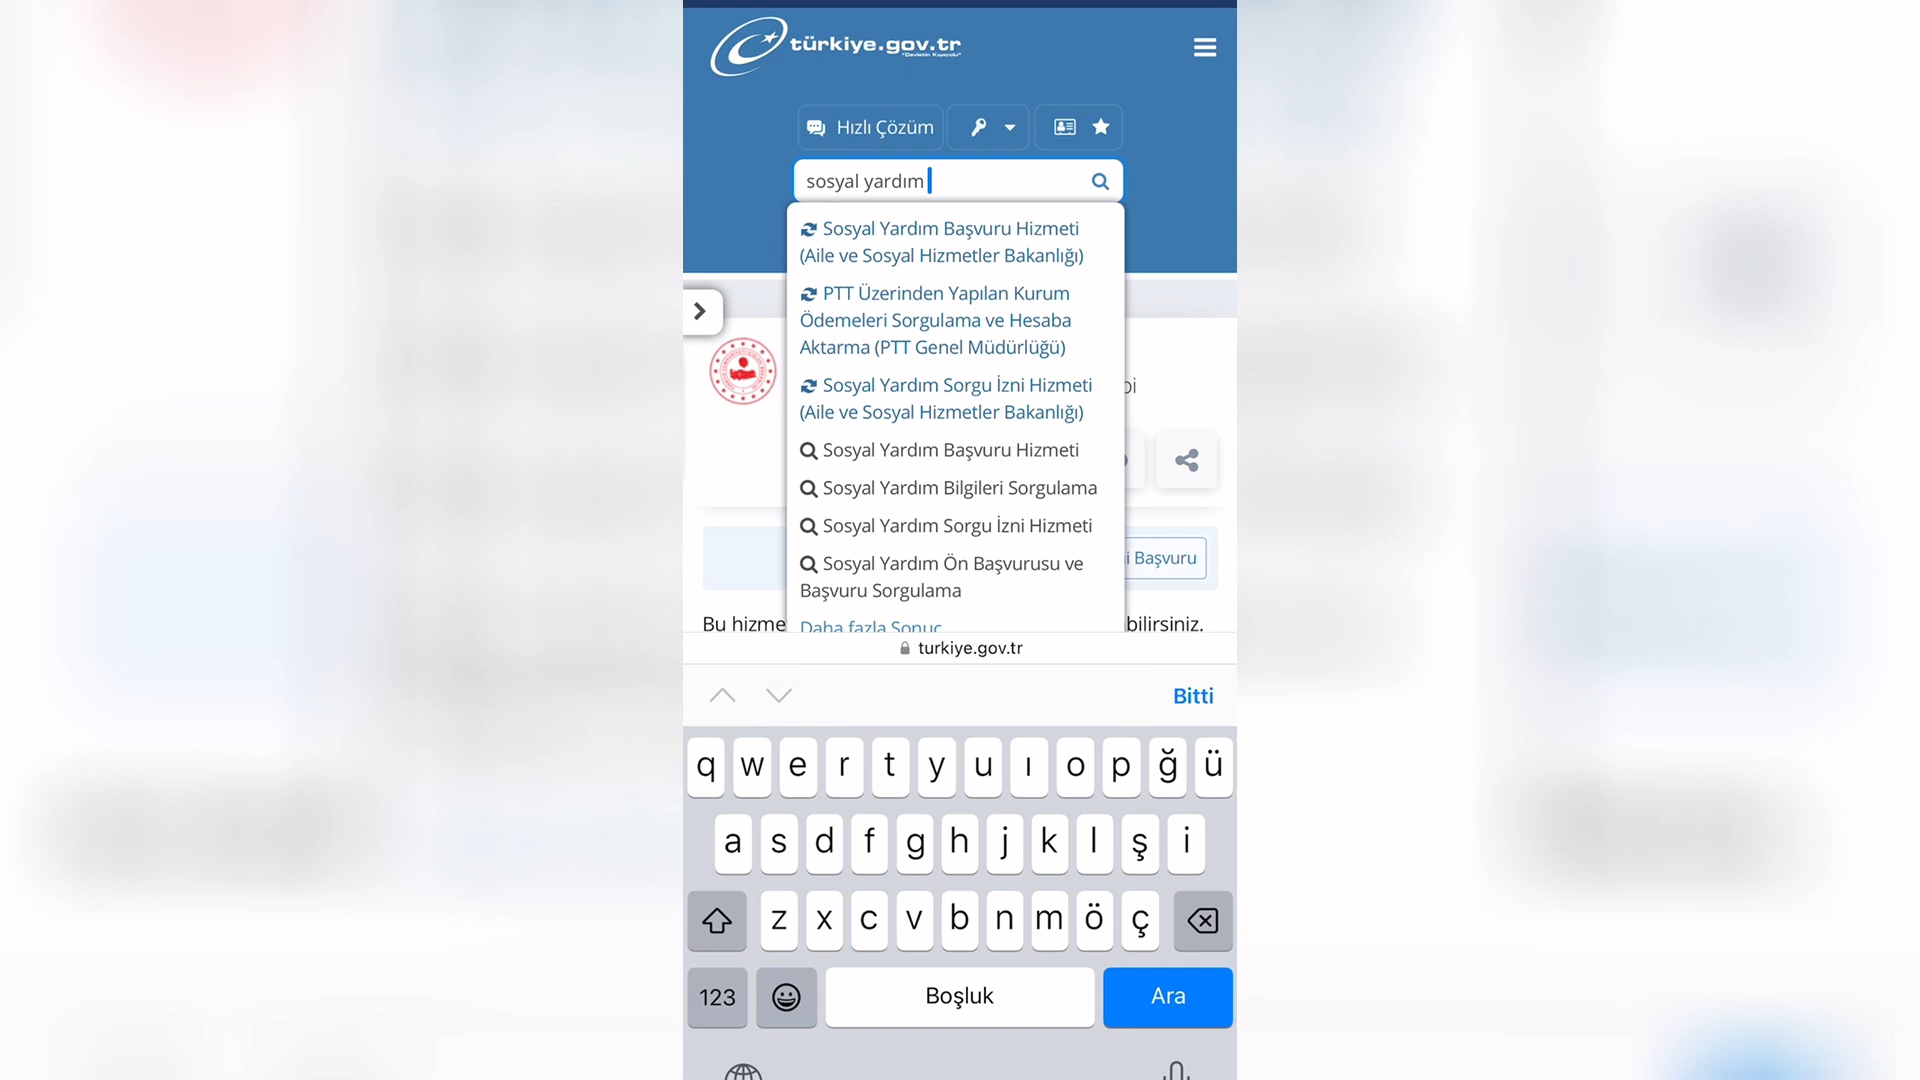 türkiye.gov.tr
"Devletin Kısayolu"
Hızlı Çözüm
sosyal yardım
Sosyal Yardım Başvuru Hizmeti
(Aile ve Sosyal Hizmetler Bakanlığı)
PTT Üzerinden Yapılan Kurum
Ödemeleri Sorgulama ve Hesaba
Aktarma (PTT Genel Müdürlüğü)
Sosyal Yardım Sorgu İzni Hizmeti
(Aile ve Sosyal Hizmetler Bakanlığı)
Sosyal Yardım Başvuru Hizmeti
Sosyal Yardım Bilgileri Sorgulama
Sosyal Yardım Sorgu İzni Hizmeti
Sosyal Yardım Ön Başvurusu ve
Başvuru Sorgulama
Daha fazla Sonuç
Başvuru
Bu hizme bilirsiniz.
turkiye.gov.tr
Bitti
q w e r t y u ı o p ğ ü
a s d f g h j k l ş i
z x c v b n m ö ç
123 Boşluk Ara